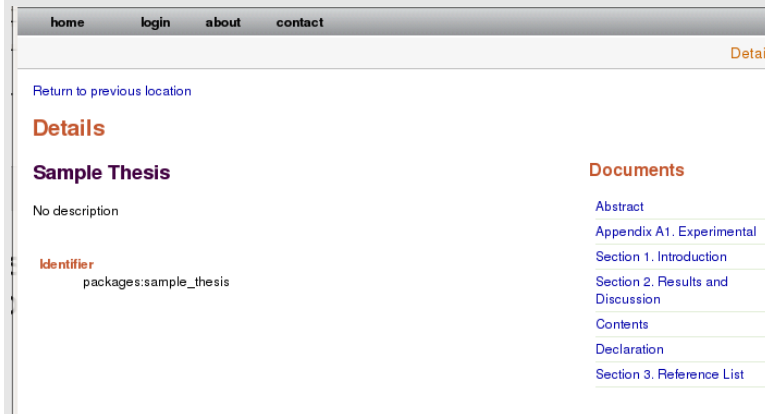 home login about contact
Detai
Return to previous location
Details
Sample Thesis
No description
Identifier
packages:sample_thesis
Documents
Abstract
Appendix A1. Experimental
Section 1. Introduction
Section 2. Results and
Discussion
Contents
Declaration
Section 3. Reference List